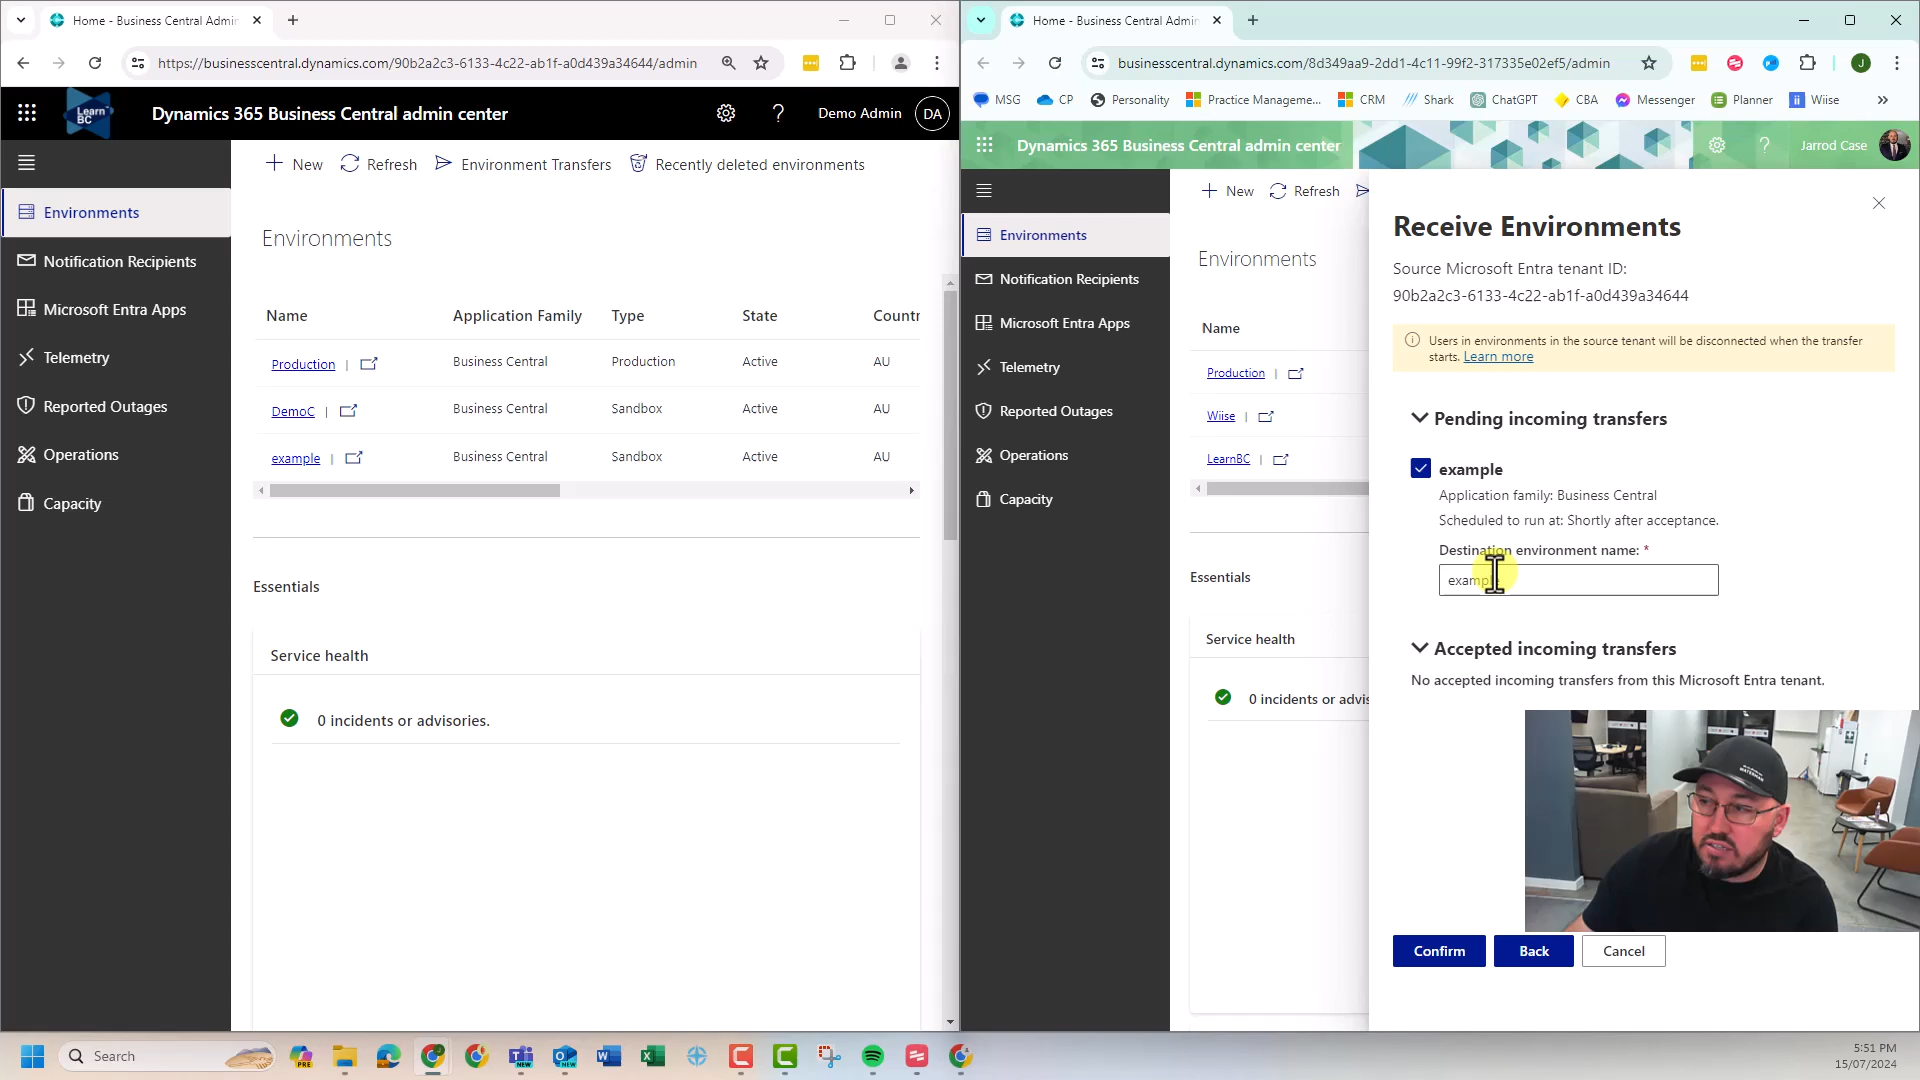 Home - Business Central Admin
https://businesscentral.dynamics.com/90b2a2c3-6133-4c22-ab1f-a0d439a34644/admin
Learn BC
Dynamics 365 Business Central admin center
Demo Admin
DA
Environments
Notification Recipients
Microsoft Entra Apps
Telemetry
Reported Outages
Operations
Capacity
New
Refresh
Environment Transfers
Recently deleted environments
Environments
Name Application Family Type State Countr
Production | Business Central Production Active AU
DemoC | Business Central Sandbox Active AU
example | Business Central Sandbox Active AU
Essentials
Service health
0 incidents or advisories.
Home - Business Central Admin
businesscentral.dynamics.com/8d349aa9-2dd1-4c11-99f2-317335e02ef5/admin
J
MSG CP Personality Practice Manageme... CRM Shark ChatGPT CBA Messenger Planner Wiise
Dynamics 365 Business Central admin center
Jarrod Case
Environments
Notification Recipients
Microsoft Entra Apps
Telemetry
Reported Outages
Operations
Capacity
New
Refresh
Environments
Name
Production |
Wiise |
LearnBC |
Essentials
Service health
0 incidents or advis
Receive Environments
Source Microsoft Entra tenant ID:
90b2a2c3-6133-4c22-ab1f-a0d439a34644
Users in environments in the source tenant will be disconnected when the transfer
starts. Learn more
Pending incoming transfers
example
Application family: Business Central
Scheduled to run at: Shortly after acceptance.
Destination environment name: *
example
Accepted incoming transfers
No accepted incoming transfers from this Microsoft Entra tenant.
WATERMAN
Confirm
Back
Cancel
Search
PRE
NEW
NEW
5:51 PM
15/07/2024